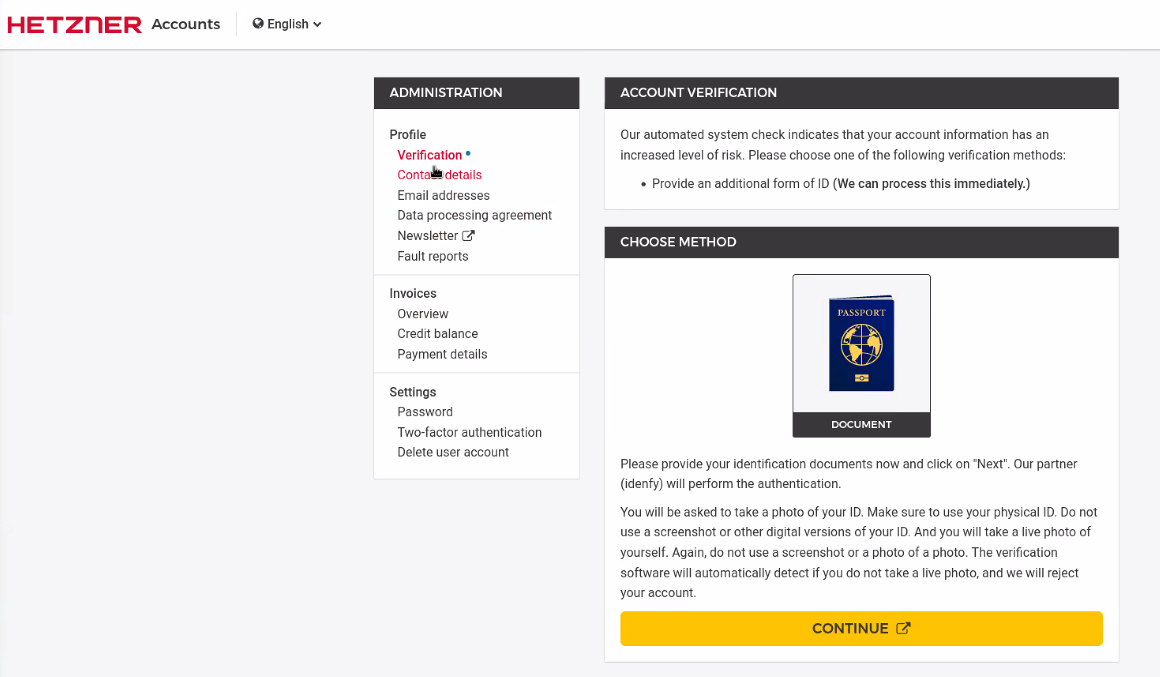 HETZNER Accounts English
ADMINISTRATION
Profile
Verification
Contact details
Email addresses
Data processing agreement
Newsletter
Fault reports
Invoices
Overview
Credit balance
Payment details
Settings
Password
Two-factor authentication
Delete user account
ACCOUNT VERIFICATION
Our automated system check indicates that your account information has an
increased level of risk. Please choose one of the following verification methods:
• Provide an additional form of ID (We can process this immediately.)
CHOOSE METHOD
PASSPORT
DOCUMENT
Please provide your identification documents now and click on "Next". Our partner
(idenfy) will perform the authentication.
You will be asked to take a photo of your ID. Make sure to use your physical ID. Do not
use a screenshot or other digital versions of your ID. And you will take a live photo of
yourself. Again, do not use a screenshot or a photo of a photo. The verification
software will automatically detect if you do not take a live photo, and we will reject
your account.
CONTINUE